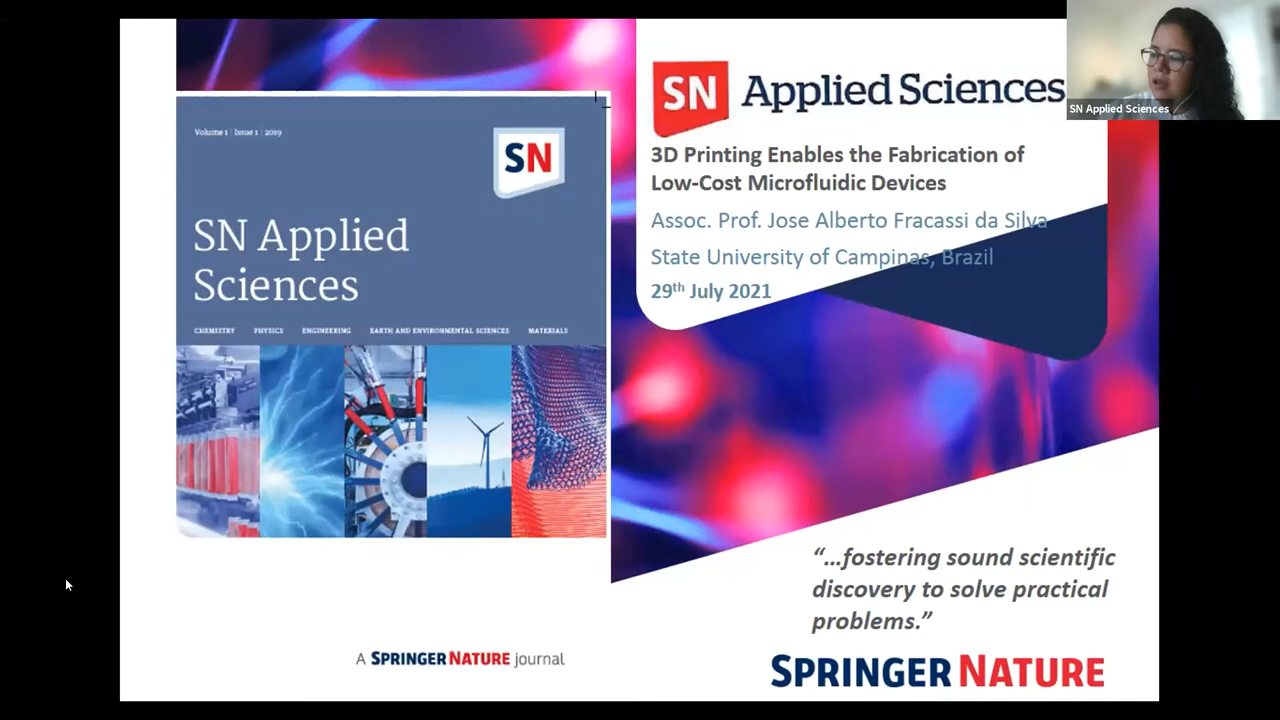 Volume 1 | Issue 1 | 2019
SN
SN Applied
Sciences
CHEMISTRY PHYSICS ENGINEERING EARTH AND ENVIRONMENTAL SCIENCES MATERIALS
A SPRINGER NATURE journal
SN Applied Sciences
3D Printing Enables the Fabrication of
Low-Cost Microfluidic Devices
Assoc. Prof. Jose Alberto Fracassi da Silva
State University of Campinas, Brazil
29th July 2021
“...fostering sound scientific
discovery to solve practical
problems.”
SPRINGER NATURE
SN Applied Sciences